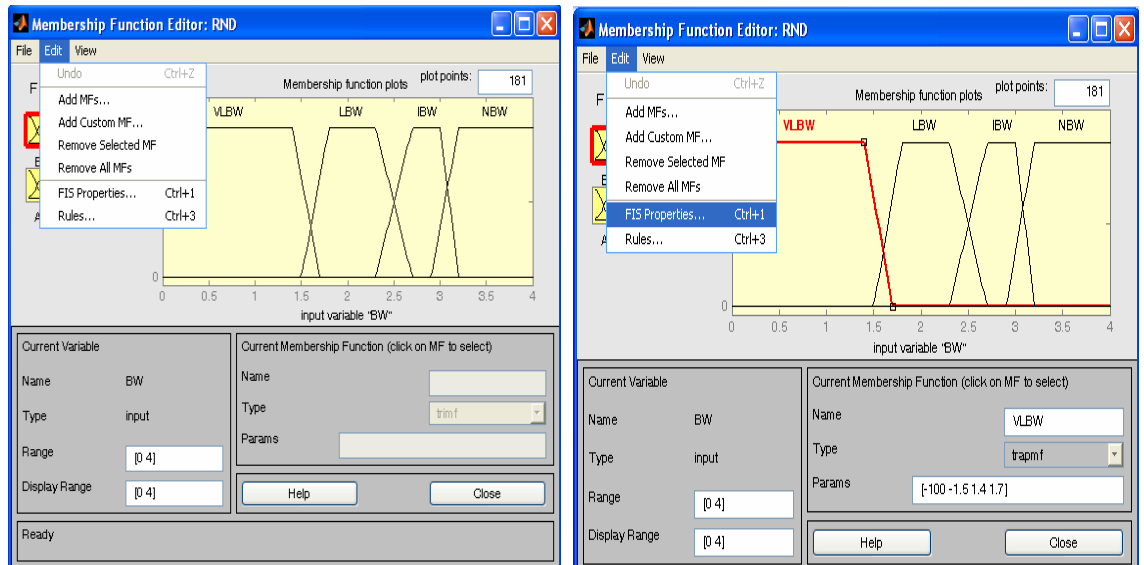 Membership Function Editor: RND
File Edit View
Undo Ctrl+Z
Add MFs...
Add Custom MF...
Remove Selected MF
Remove All MFs
FIS Properties... Ctrl+1
Rules... Ctrl+3
F
Membership function plots plot points: 181
VLBW LBW IBW NBW
0
0 0.5 1 1.5 2 2.5 3 3.5 4
input variable "BW"
Current Variable
Name BW
Type input
Range [0 4]
Display Range [0 4]
Current Membership Function (click on MF to select)
Name
Type trimf
Params
Help Close
Ready
Membership Function Editor: RND
File Edit View
Undo Ctrl+Z
Add MFs...
Add Custom MF...
Remove Selected MF
Remove All MFs
FIS Properties... Ctrl+1
Rules... Ctrl+3
F
Membership function plots plot points: 181
VLBW LBW IBW NBW
0
0 0.5 1 1.5 2 2.5 3 3.5 4
input variable "BW"
Current Variable
Name BW
Type input
Range [0 4]
Display Range [0 4]
Current Membership Function (click on MF to select)
Name VLBW
Type trapmf
Params [-100 -1.5 1.4 1.7]
Help Close